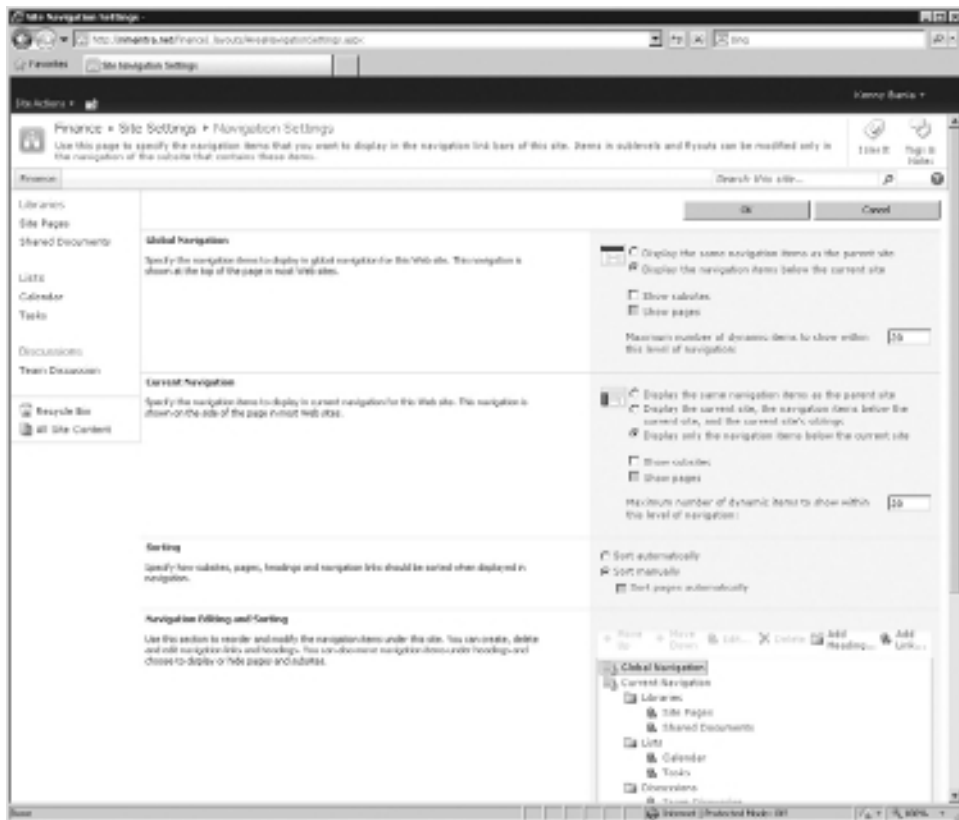 Site Navigation Settings -
Bing
Favorites
Site Navigation Settings
Site Actions
Finance Site Settings Navigation Settings
Use this page to specify the navigation items that you want to display in the navigation link bars of this site. Items in sublevels and flyouts can be modified only in
the navigation of the subsite that contains these items.
I Like It
Tags &
Notes
Finance
Search this site...
OK
Cancel
Libraries
Site Pages
Shared Documents
Lists
Calendar
Tasks
Discussions
Team Discussion
Recycle Bin
All Site Content
Global Navigation
Specify the navigation items to display in global navigation for this Web site. This navigation is
shown at the top of the page in most Web sites.
Display the same navigation items as the parent site
Display the navigation items below the current site
Show subsites
Show pages
Maximum number of dynamic items to show within
this level of navigation:
20
Current Navigation
Specify the navigation items to display in current navigation for this Web site. This navigation is
shown on the side of the page in most Web sites.
Display the same navigation items as the parent site
Display the current site, the navigation items below the
current site, and the current site's siblings
Display only the navigation items below the current site
Show subsites
Show pages
Maximum number of dynamic items to show within
this level of navigation:
20
Sorting
Specify how subsites, pages, headings and navigation links should be sorted when displayed in
navigation.
Sort automatically
Sort manually
Sort pages automatically
Navigation Editing and Sorting
Use this section to reorder and modify the navigation items under this site. You can create, delete
and edit navigation links and headings. You can also move navigation items under headings and
choose to display or hide pages and subsites.
Move
Up
Move
Down
Edit...
Delete
Add
Heading...
Add
Link...
Global Navigation
Current Navigation
Libraries
Site Pages
Shared Documents
Lists
Calendar
Tasks
Discussions
Team Discussion
Done
Internet | Protected Mode: Off
100%